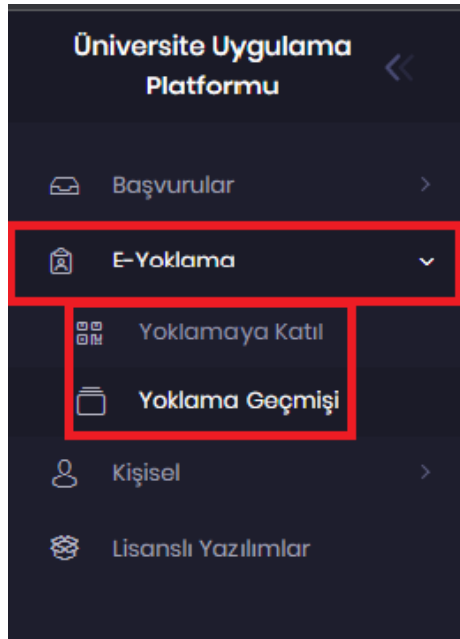 Üniversite Uygulama
Platformu
Başvurular
E-Yoklama
Yoklamaya Katıl
Yoklama Geçmişi
Kişisel
Lisanslı Yazılımlar